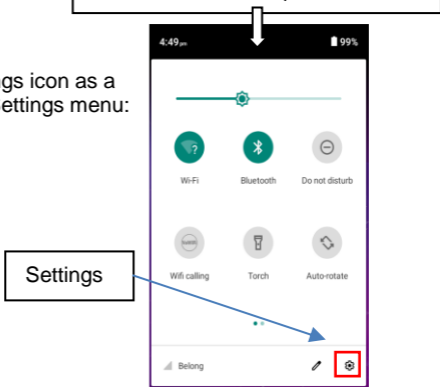 4:49 pm
99%
ngs icon as a
Settings menu:
?
Wi-Fi
Bluetooth
Do not disturb
Wifi calling
Torch
Auto-rotate
Settings
Belong